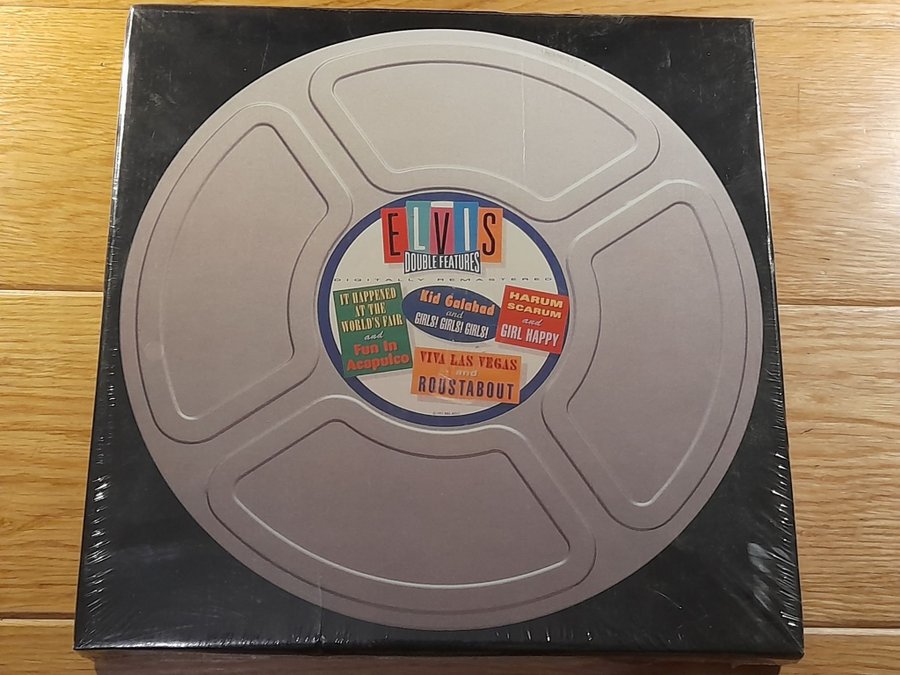 ELVIS
DOUBLE FEATURES
DIGITALLY REMASTERED
IT HAPPENED
AT THE
WORLD'S FAIR
and
Fun in
Acapulco
Kid Galahad
and
GIRLS! GIRLS! GIRLS!
HARUM
SCARUM
and
GIRL HAPPY
VIVA LAS VEGAS
and
ROUSTABOUT